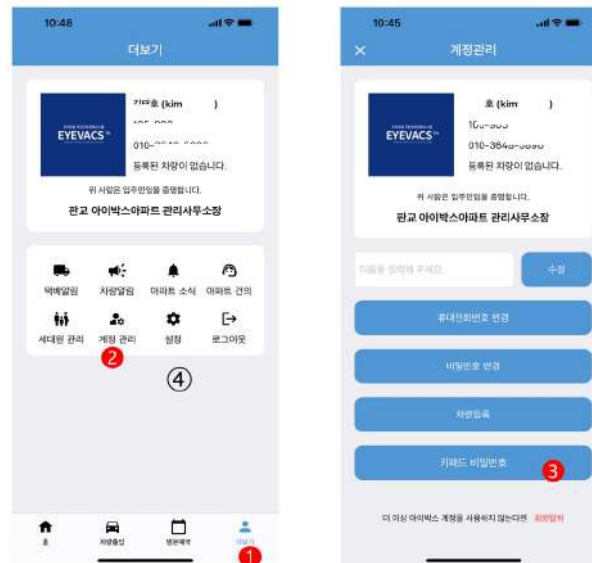 10:48
더보기
EYEVACS
호 (kim )
010-
등록된 차량이 없습니다.
위 사람은 입주민임을 증명합니다.
판교 아이박스아파트 관리사무소장
택배알림 차량알림 아파트 소식 아파트 건의
세대원 관리 계정 관리 설정 로그아웃
2
④
홈 차량출입 방문예약 더보기
1
10:45
× 계정관리
EYEVACS
호 (kim )
등록된 차량이 없습니다.
위 사람은 입주민임을 증명합니다.
판교 아이박스아파트 관리사무소장
이름을 입력해 주세요. 수정
휴대전화번호 변경
비밀번호 변경
차량등록
키패드 비밀번호
3
더 이상 아이박스 계정을 사용하지 않는다면 회원탈퇴